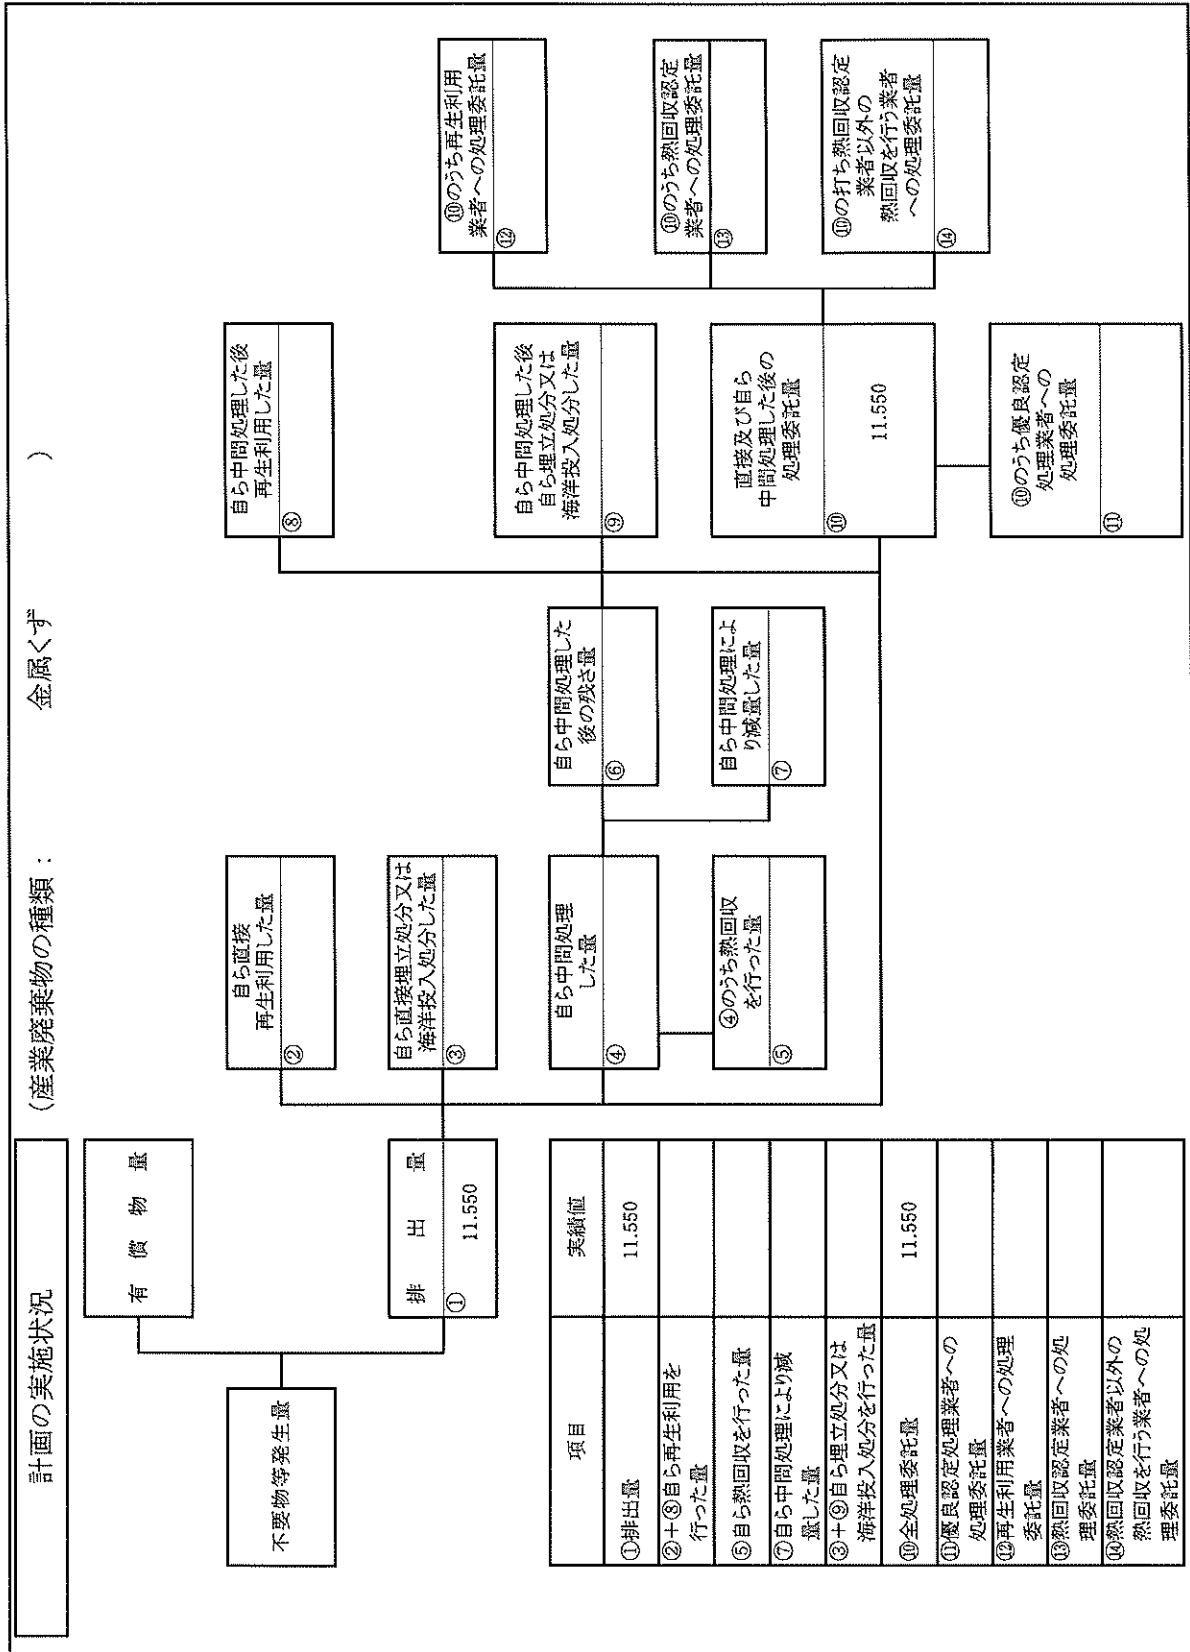 計画の実施状況
(産業廃棄物の種類： 金属くず )
不要物等発生量
有 償 物 量
排 出 量
①
11.550
自ら直接
再生利用した量
②
自ら直接埋立処分又は
海洋投入処分した量
③
自ら中間処理
した量
④
④のうち熱回収
を行った量
⑤
自ら中間処理した
後の残さ量
⑥
自ら中間処理によ
り減量した量
⑦
自ら中間処理した後
再生利用した量
⑧
自ら中間処理した後
自ら埋立処分又は
海洋投入処分した量
⑨
直接及び自ら
中間処理した後の
処理委託量
⑩
11.550
⑩のうち優良認定
処理業者への
処理委託量
⑪
⑩のうち再生利用
業者への処理委託量
⑫
⑩のうち熱回収認定
業者への処理委託量
⑬
⑩の打ち熱回収認定
業者以外の
熱回収を行う業者
への処理委託量
⑭
項目 実績値
①排出量 11.550
②＋⑧自ら再生利用を
行った量
⑤自ら熱回収を行った量
⑦自ら中間処理により減
量した量
③＋⑨自ら埋立処分又は
海洋投入処分を行った量
⑩全処理委託量 11.550
⑪優良認定処理業者への
処理委託量
⑫再生利用業者への処理
委託量
⑬熱回収認定業者への処
理委託量
⑭熱回収認定業者以外の
熱回収を行う業者への処
理委託量